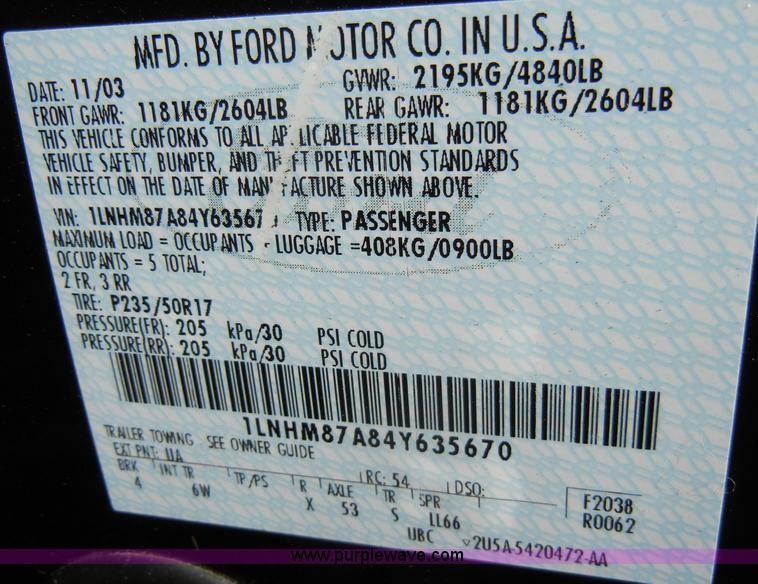 MFD. BY FORD MOTOR CO. IN U.S.A.
DATE: 11/03 GVWR: 2195KG/4840LB
FRONT GAWR: 1181KG/2604LB REAR GAWR: 1181KG/2604LB
THIS VEHICLE CONFORMS TO ALL APPLICABLE FEDERAL MOTOR
VEHICLE SAFETY, BUMPER, AND THEFT PREVENTION STANDARDS
IN EFFECT ON THE DATE OF MANUFACTURE SHOWN ABOVE.
VIN: 1LNHM87A84Y63567 TYPE: PASSENGER
MAXIMUM LOAD = OCCUPANTS + LUGGAGE =408KG/0900LB
OCCUPANTS = 5 TOTAL;
2 FR, 3 RR
TIRE: P235/50R17
PRESSURE(FR): 205 kPa/30 PSI COLD
PRESSURE(RR): 205 kPa/30 PSI COLD
1LNHM87A84Y635670
TRAILER TOWING - SEE OWNER GUIDE
EXT PNT: UA RC: 54 DSO:
BRK INT TR TP/PS R AXLE TR SPR F2038
4 6W X 53 S LL66 R0062
UBC ▽2U5A-5420472-AA
www.purplewave.com